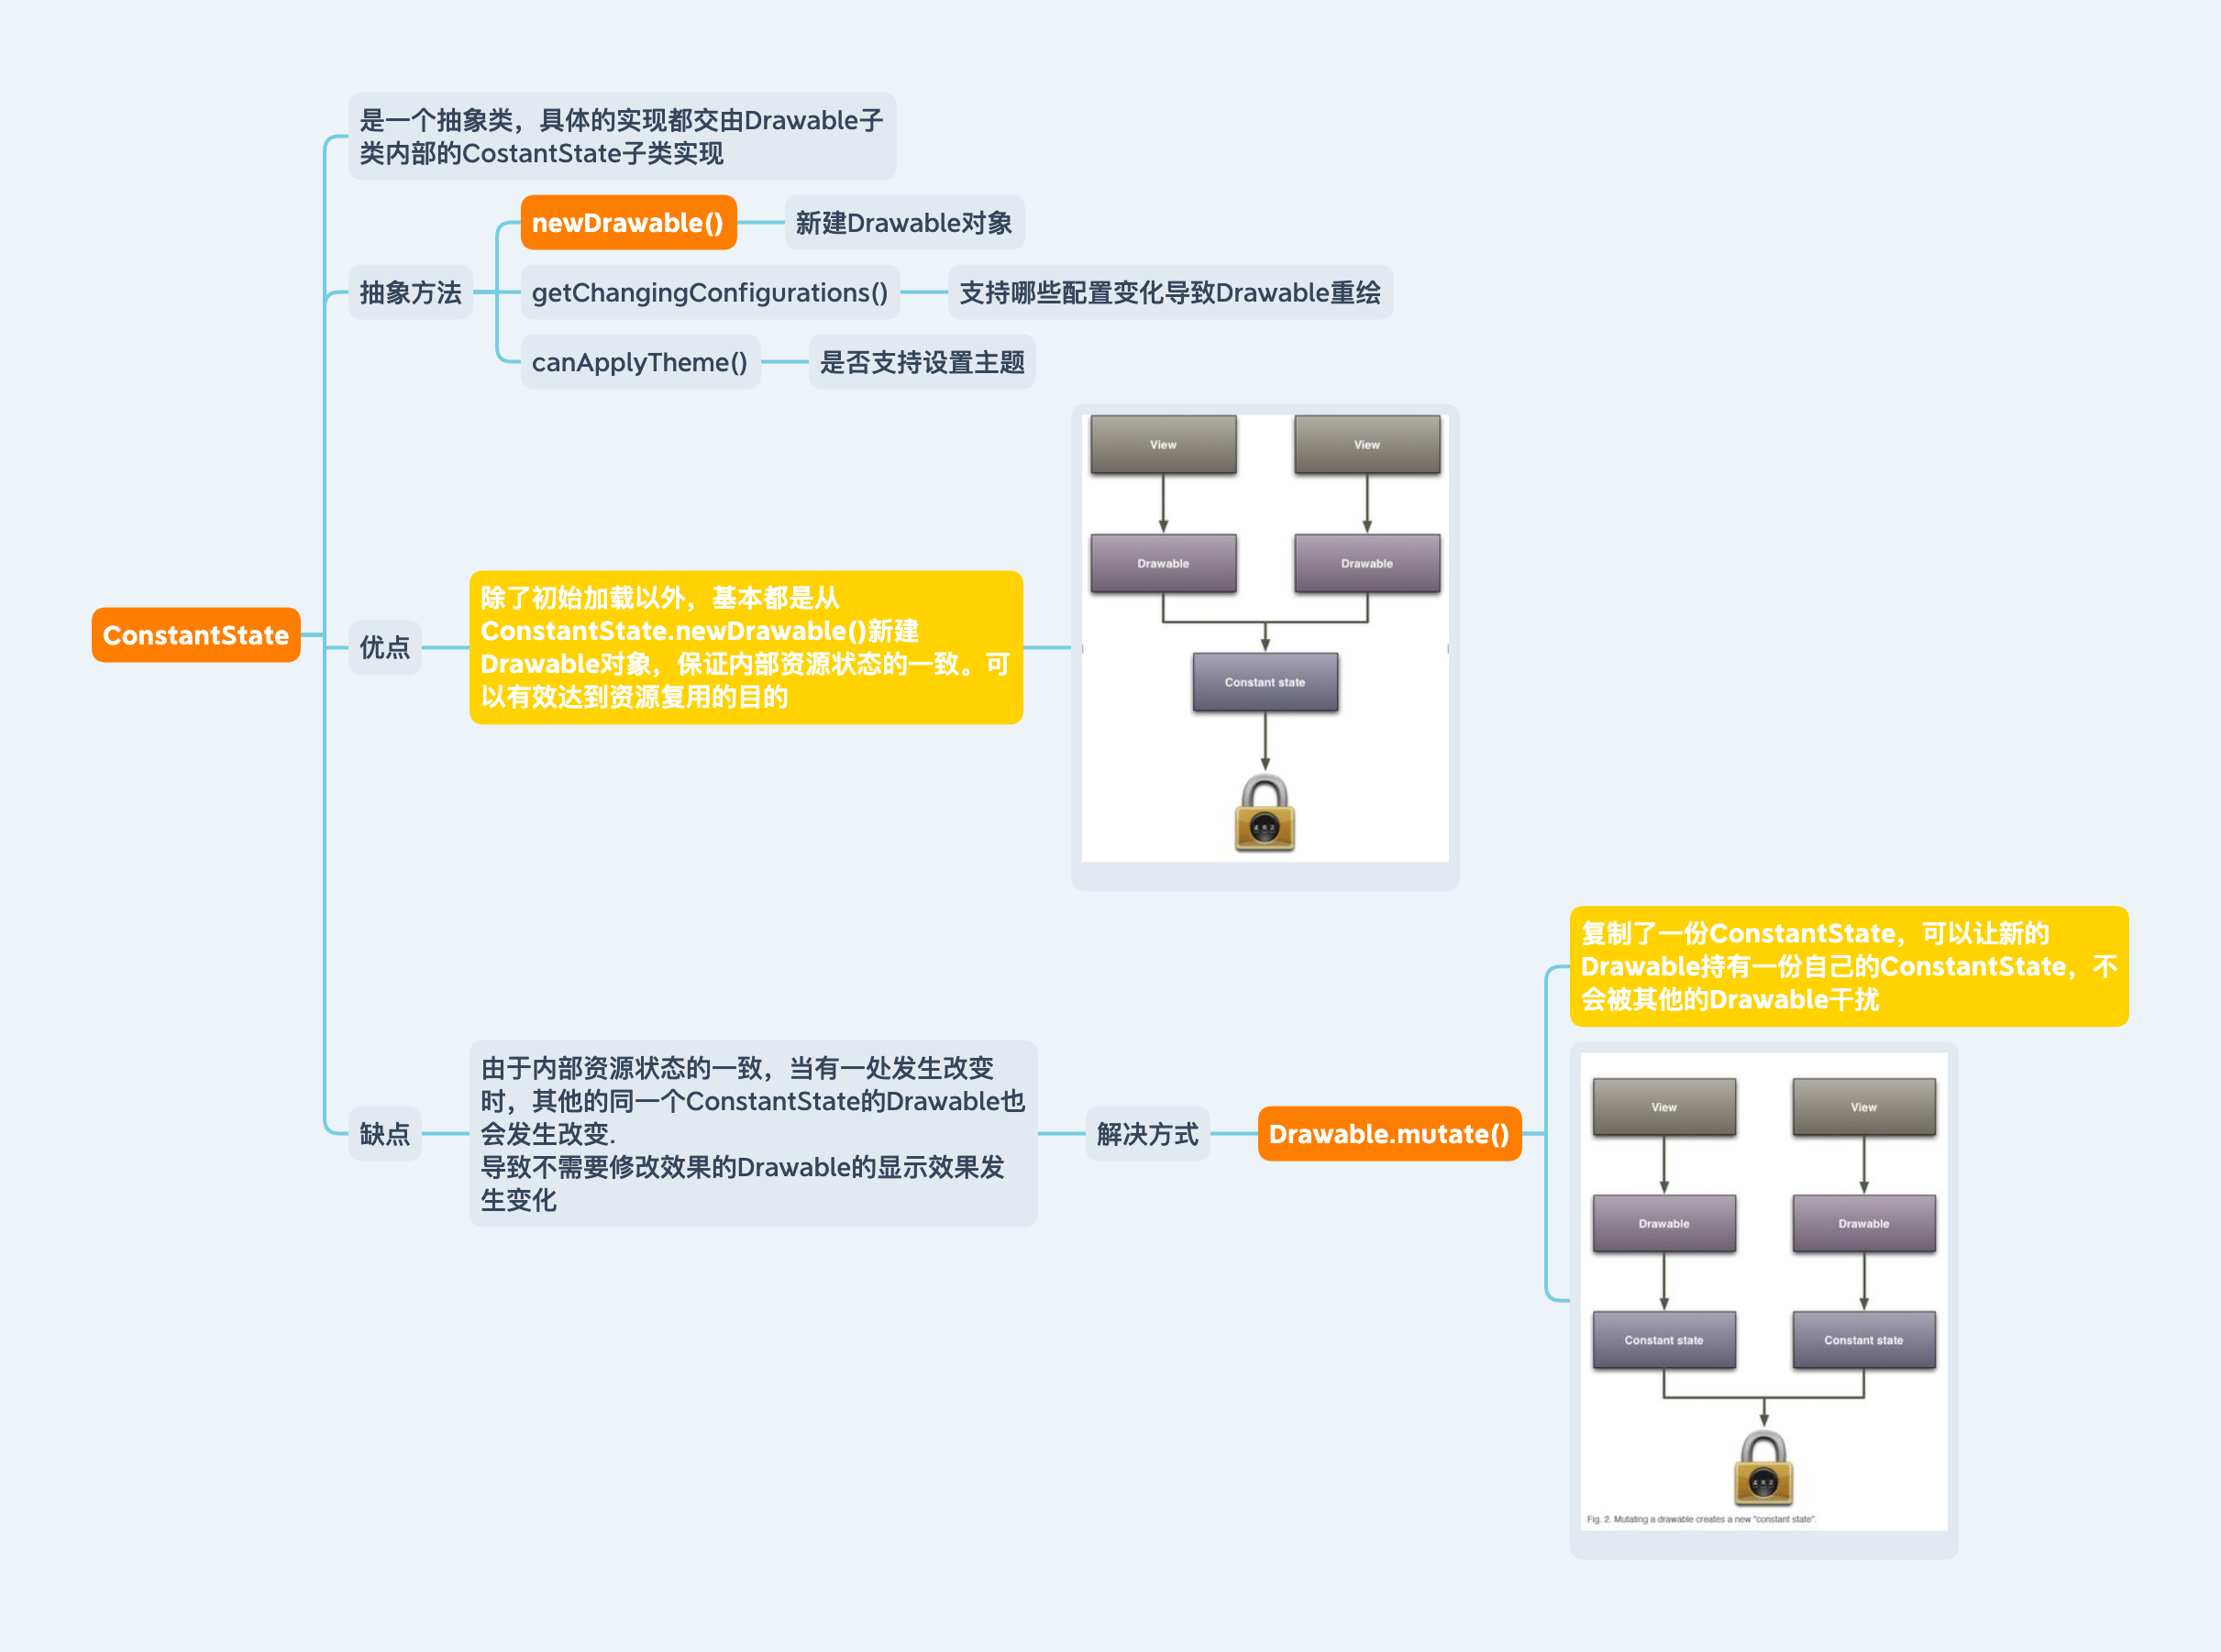 是一个抽象类，具体的实现都交由Drawable子
类内部的CostantState子类实现
newDrawable()
新建Drawable对象
抽象方法
getChangingConfigurations()
支持哪些配置变化导致Drawable重绘
canApplyTheme()
是否支持设置主题
ConstantState
优点
除了初始加载以外，基本都是从
ConstantState.newDrawable()新建
Drawable对象，保证内部资源状态的一致。可
以有效达到资源复用的目的
View
View
Drawable
Drawable
Constant state
缺点
由于内部资源状态的一致，当有一处发生改变
时，其他的同一个ConstantState的Drawable也
会发生改变.
导致不需要修改效果的Drawable的显示效果发
生变化
解决方式
Drawable.mutate()
复制了一份ConstantState，可以让新的
Drawable持有一份自己的ConstantState，不
会被其他的Drawable干扰
View
View
Drawable
Drawable
Constant state
Constant state
Fig. 2. Mutating a drawable creates a new "constant state".